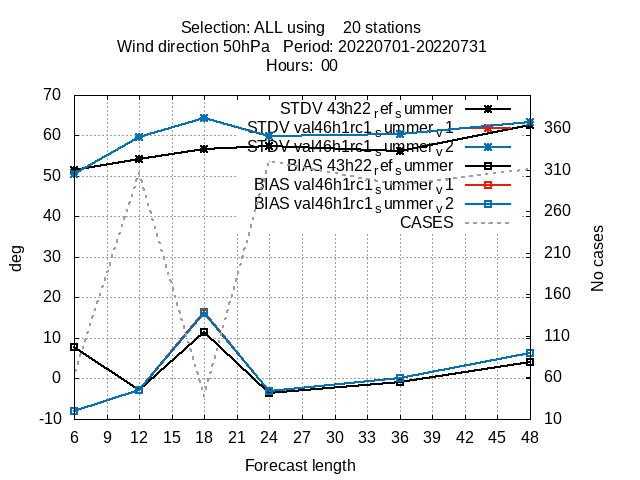 Selection: ALL using    20 stations
Wind direction 50hPa   Period: 20220701-20220731
Hours:  00
70
60
50
40
30
20
10
0
-10
deg
STDV 43h22_ref_summer
STDV val46h1rc1_summer_v1
STDV val46h1rc1_summer_v2
BIAS 43h22_ref_summer
BIAS val46h1rc1_summer_v1
BIAS val46h1rc1_summer_v2
CASES
360
310
260
210
160
110
60
10
No cases
6 9 12 15 18 21 24 27 30 33 36 39 42 45 48
Forecast length